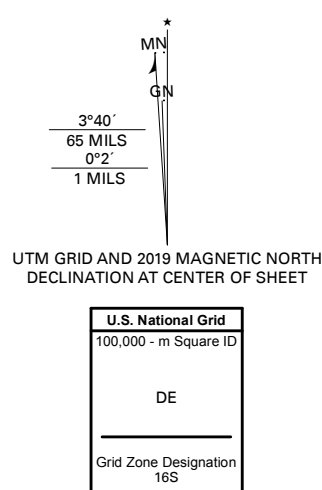 MN
GN
3°40´
65 MILS
0°2´
1 MILS
UTM GRID AND 2019 MAGNETIC NORTH
DECLINATION AT CENTER OF SHEET
U.S. National Grid
100,000 - m Square ID
DE
Grid Zone Designation
16S